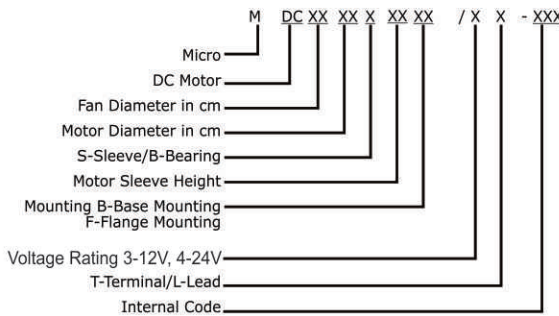 M DC XX XX X XX XX / X X - XXX
Micro
DC Motor
Fan Diameter in cm
Motor Diameter in cm
S-Sleeve/B-Bearing
Motor Sleeve Height
Mounting B-Base Mounting
F-Flange Mounting
Voltage Rating 3-12V, 4-24V
T-Terminal/L-Lead
Internal Code